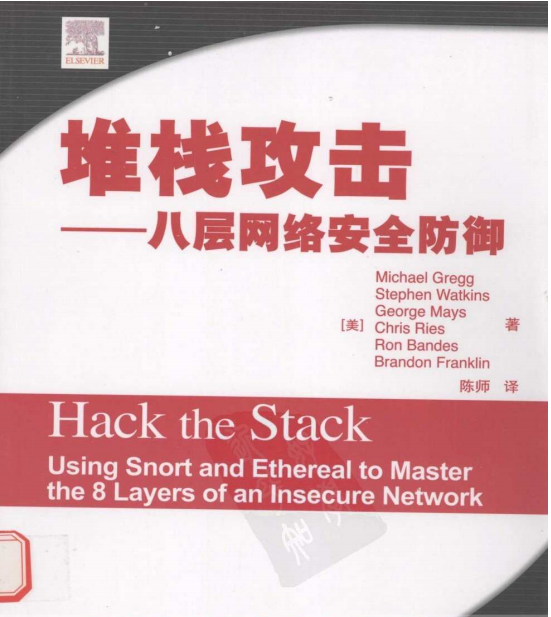 ELSEVIER
堆栈攻击
——八层网络安全防御
Michael Gregg
Stephen Watkins
George Mays
[美] Chris Ries 著
Ron Bandes
Brandon Franklin
陈师 译
Hack the Stack
Using Snort and Ethereal to Master
the 8 Layers of an Insecure Network